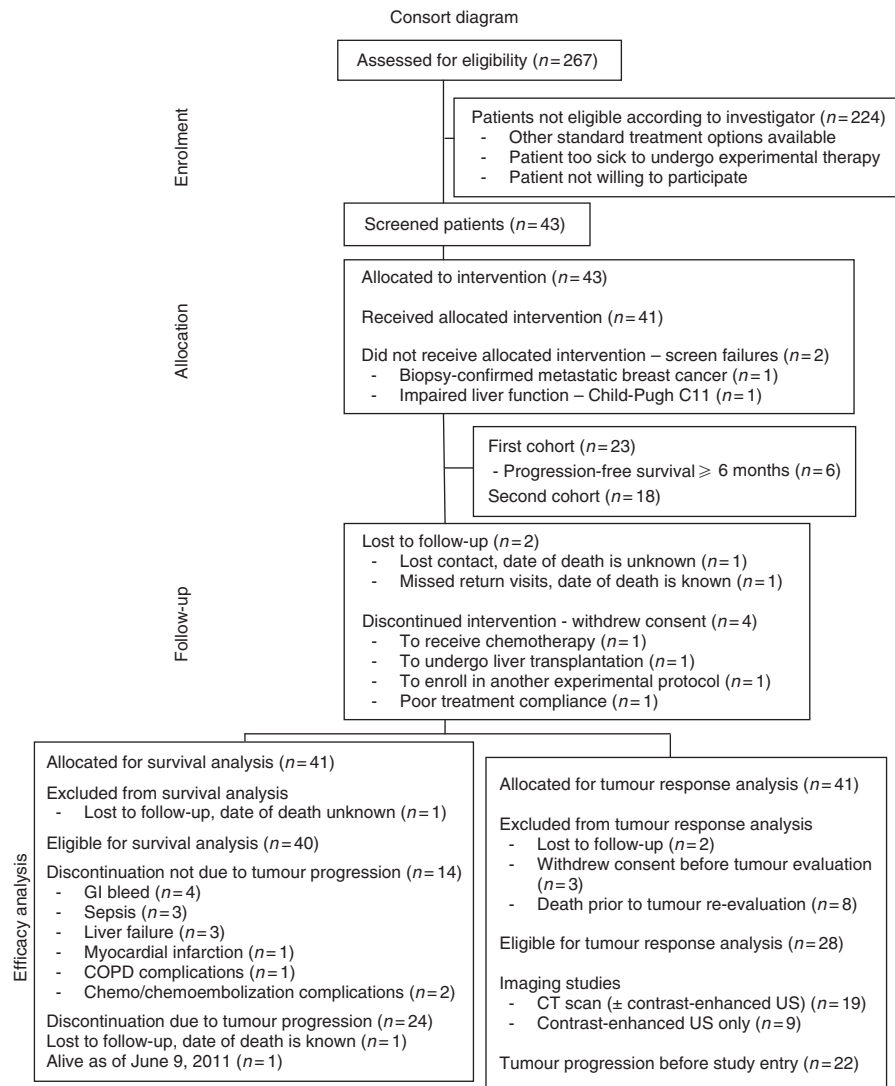 Consort diagram
Assessed for eligibility (n=267)
Enrolment
Patients not eligible according to investigator (n=224)
- Other standard treatment options available
- Patient too sick to undergo experimental therapy
- Patient not willing to participate
Screened patients (n=43)
Allocation
Allocated to intervention (n=43)
Received allocated intervention (n=41)
Did not receive allocated intervention – screen failures (n=2)
- Biopsy-confirmed metastatic breast cancer (n=1)
- Impaired liver function – Child-Pugh C11 (n=1)
First cohort (n=23)
- Progression-free survival ⩾ 6 months (n=6)
Second cohort (n=18)
Follow-up
Lost to follow-up (n=2)
- Lost contact, date of death is unknown (n=1)
- Missed return visits, date of death is known (n=1)
Discontinued intervention - withdrew consent (n=4)
- To receive chemotherapy (n=1)
- To undergo liver transplantation (n=1)
- To enroll in another experimental protocol (n=1)
- Poor treatment compliance (n=1)
Efficacy analysis
Allocated for survival analysis (n=41)
Excluded from survival analysis
- Lost to follow-up, date of death unknown (n=1)
Eligible for survival analysis (n=40)
Discontinuation not due to tumour progression (n=14)
- GI bleed (n=4)
- Sepsis (n=3)
- Liver failure (n=3)
- Myocardial infarction (n=1)
- COPD complications (n=1)
- Chemo/chemoembolization complications (n=2)
Discontinuation due to tumour progression (n=24)
Lost to follow-up, date of death is known (n=1)
Alive as of June 9, 2011 (n=1)
Allocated for tumour response analysis (n=41)
Excluded from tumour response analysis
- Lost to follow-up (n=2)
- Withdrew consent before tumour evaluation
(n=3)
- Death prior to tumour re-evaluation (n=8)
Eligible for tumour response analysis (n=28)
Imaging studies
- CT scan (± contrast-enhanced US) (n=19)
- Contrast-enhanced US only (n=9)
Tumour progression before study entry (n=22)